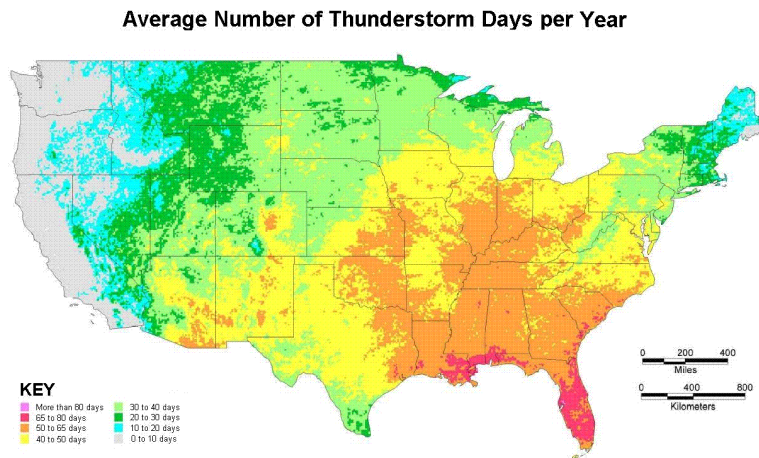 Average Number of Thunderstorm Days per Year
KEY
More than 80 days
65 to 80 days
50 to 65 days
40 to 50 days
30 to 40 days
20 to 30 days
10 to 20 days
0 to 10 days
0 200 400
Miles
0 400 800
Kilometers